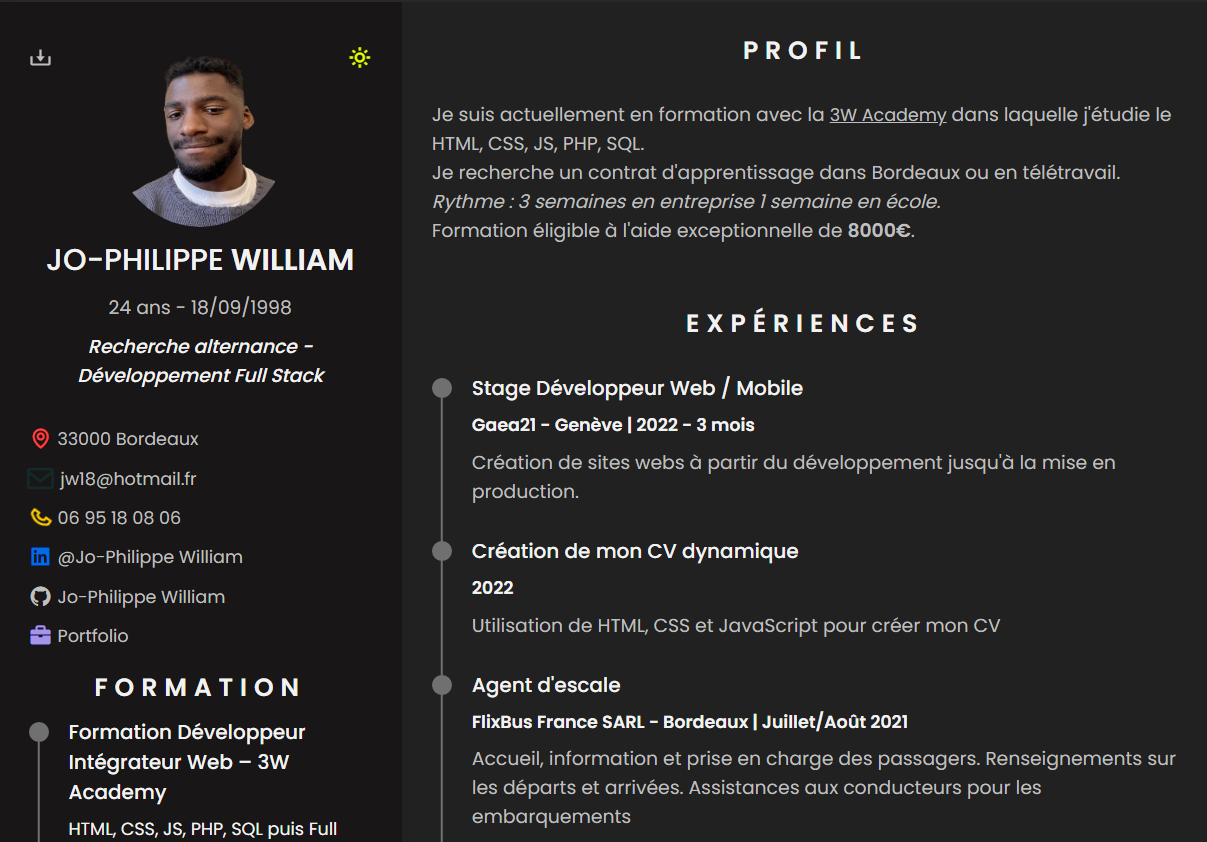 JO-PHILIPPE WILLIAM
24 ans - 18/09/1998
Recherche alternance -
Développement Full Stack
33000 Bordeaux
jw18@hotmail.fr
06 95 18 08 06
@Jo-Philippe William
Jo-Philippe William
Portfolio
FORMATION
Formation Développeur
Intégrateur Web – 3W
Academy
HTML, CSS, JS, PHP, SQL puis Full
PROFIL
Je suis actuellement en formation avec la 3W Academy dans laquelle j'étudie le
HTML, CSS, JS, PHP, SQL.
Je recherche un contrat d'apprentissage dans Bordeaux ou en télétravail.
Rythme : 3 semaines en entreprise 1 semaine en école.
Formation éligible à l'aide exceptionnelle de 8000€.
EXPÉRIENCES
Stage Développeur Web / Mobile
Gaea21 - Genève | 2022 - 3 mois
Création de sites webs à partir du développement jusqu'à la mise en
production.
Création de mon CV dynamique
2022
Utilisation de HTML, CSS et JavaScript pour créer mon CV
Agent d'escale
FlixBus France SARL - Bordeaux | Juillet/Août 2021
Accueil, information et prise en charge des passagers. Renseignements sur
les départs et arrivées. Assistances aux conducteurs pour les
embarquements